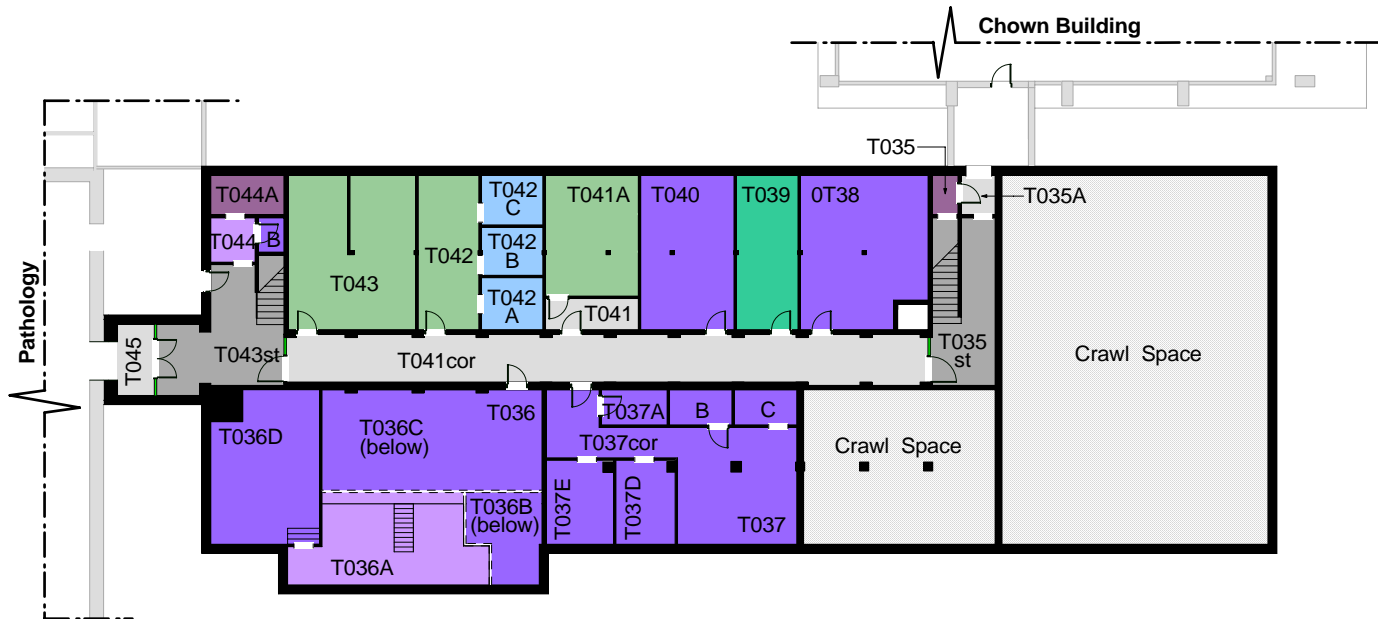 Chown Building
T035
T044A
T042
C
T041A
T040
T039
0T38
T035A
T044
B
T042
T042
B
T043
T042
A
T041
Pathology
T045
T043st
T041cor
T035
st
Crawl Space
T036C
(below)
T036
T037A
B
C
T036D
T037cor
Crawl Space
T036B
(below)
T037E
T037D
T037
T036A